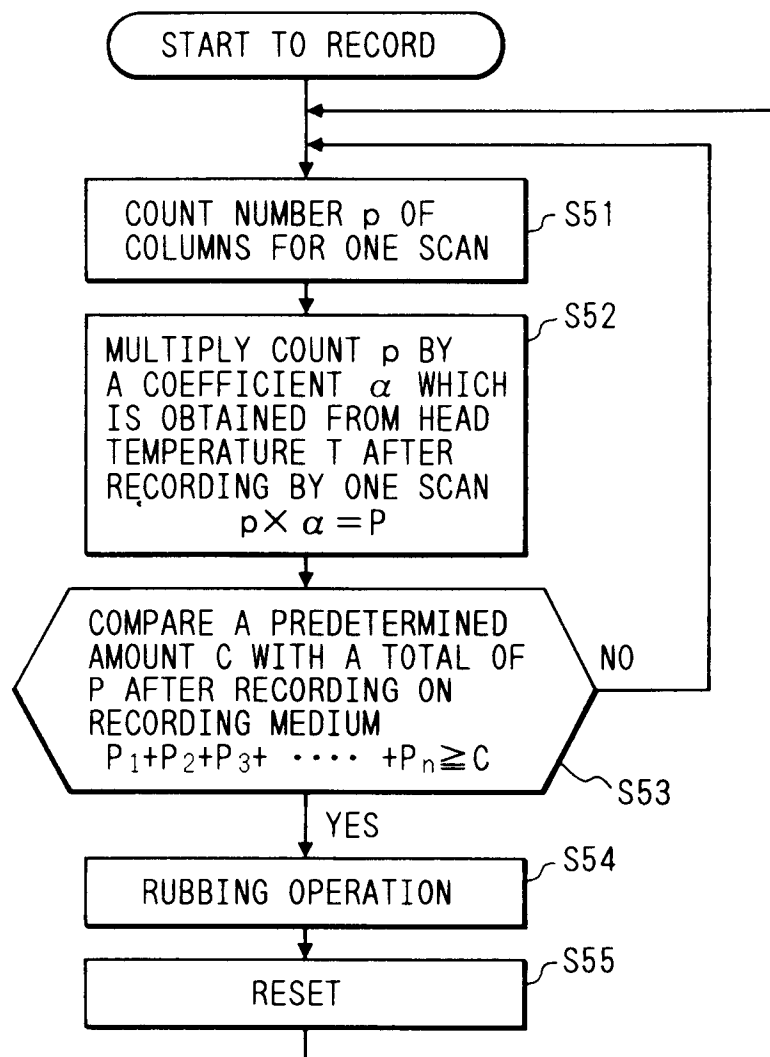 START TO RECORD
COUNT NUMBER p OF
COLUMNS FOR ONE SCAN
S51
S52
MULTIPLY COUNT p BY
A COEFFICIENT α WHICH
IS OBTAINED FROM HEAD
TEMPERATURE T AFTER
RECORDING BY ONE SCAN
p× α =P
COMPARE A PREDETERMINED
AMOUNT C WITH A TOTAL OF
P AFTER RECORDING ON
RECORDING MEDIUM
P₁+P₂+P₃+ ···· +Pₙ≧C
NO
S53
YES
S54
RUBBING OPERATION
S55
RESET